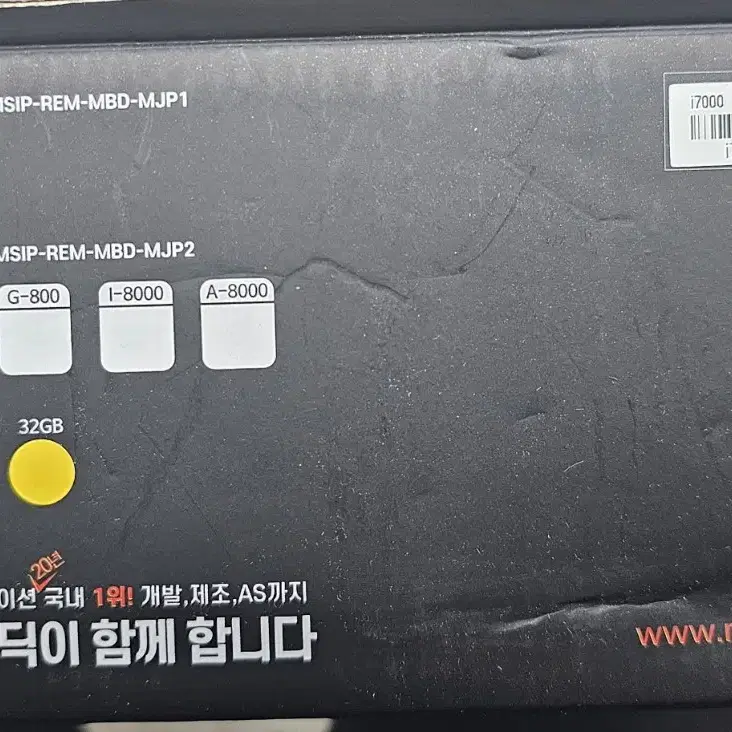 MSIP-REM-MBD-MJP1
i7000
MSIP-REM-MBD-MJP2
G-800
I-8000
A-8000
32GB
20년
이션 국내 1위! 개발,제조,AS까지
딕이 함께 합니다
www.